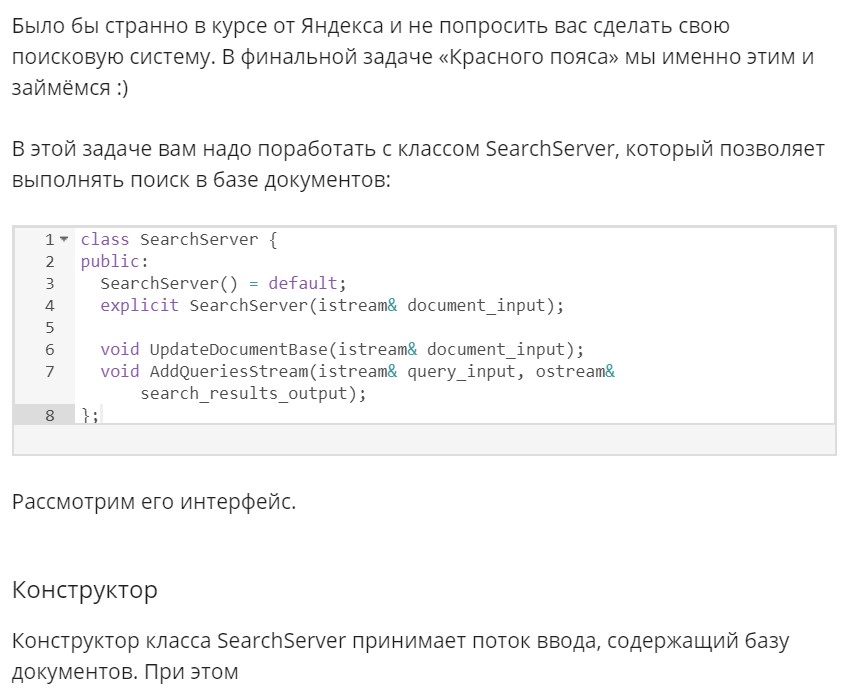 Было бы странно в курсе от Яндекса и не попросить вас сделать свою
поисковую систему. В финальной задаче «Красного пояса» мы именно этим и
займёмся :)
В этой задаче вам надо поработать с классом SearchServer, который позволяет
выполнять поиск в базе документов:
1 class SearchServer {
2 public:
3 SearchServer() = default;
4 explicit SearchServer(istream& document_input);
5
6 void UpdateDocumentBase(istream& document_input);
7 void AddQueriesStream(istream& query_input, ostream&
search_results_output);
8 };
Рассмотрим его интерфейс.
Конструктор
Конструктор класса SearchServer принимает поток ввода, содержащий базу
документов. При этом